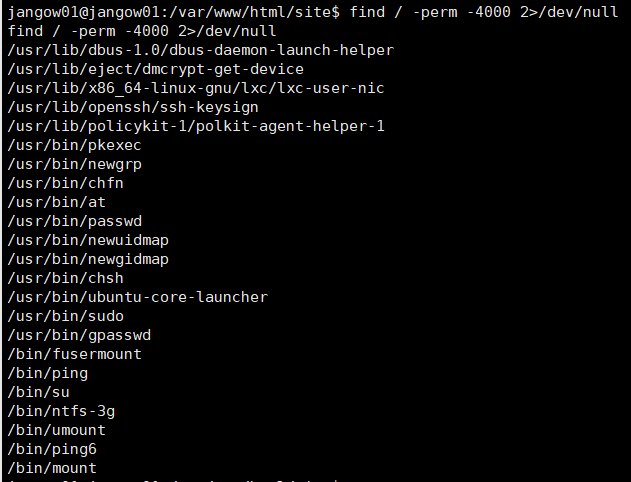 jangow01@jangow01:/var/www/html/site$ find / -perm -4000 2>/dev/null
find / -perm -4000 2>/dev/null
/usr/lib/dbus-1.0/dbus-daemon-launch-helper
/usr/lib/eject/dmcrypt-get-device
/usr/lib/x86_64-linux-gnu/lxc/lxc-user-nic
/usr/lib/openssh/ssh-keysign
/usr/lib/policykit-1/polkit-agent-helper-1
/usr/bin/pkexec
/usr/bin/newgrp
/usr/bin/chfn
/usr/bin/at
/usr/bin/passwd
/usr/bin/newuidmap
/usr/bin/newgidmap
/usr/bin/chsh
/usr/bin/ubuntu-core-launcher
/usr/bin/sudo
/usr/bin/gpasswd
/bin/fusermount
/bin/ping
/bin/su
/bin/ntfs-3g
/bin/umount
/bin/ping6
/bin/mount